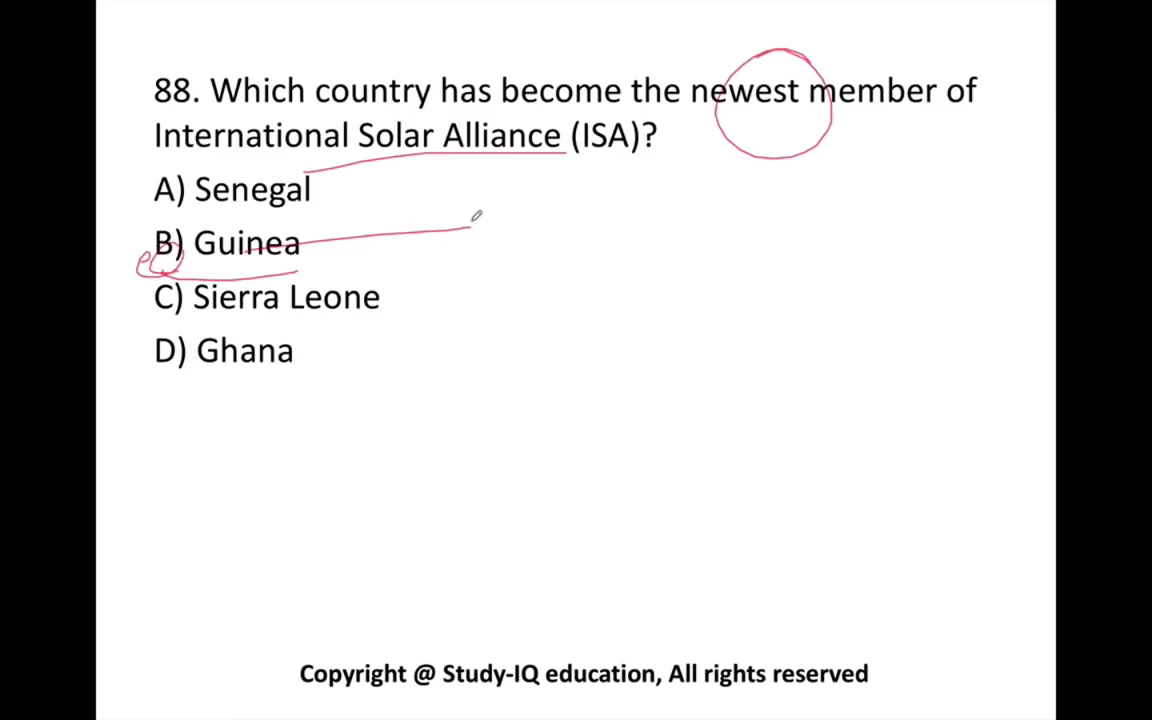 88. Which country has become the newest member of
International Solar Alliance (ISA)?
A) Senegal
B) Guinea
C) Sierra Leone
D) Ghana
Copyright @ Study-IQ education, All rights reserved